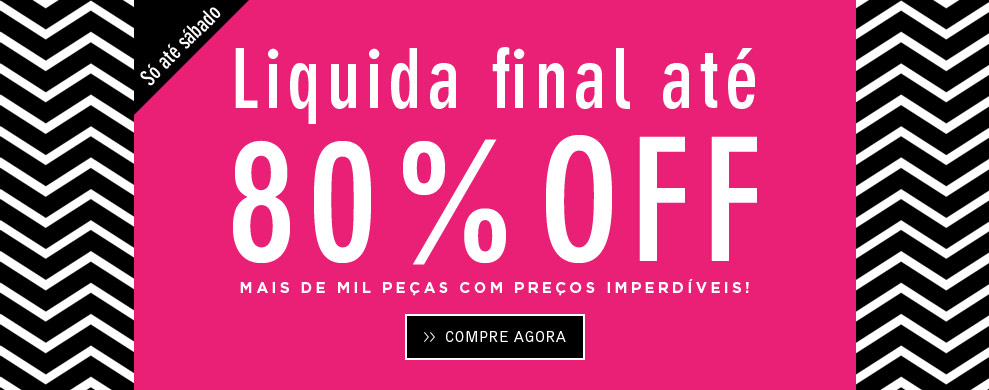 Só até sábado
Liquida final até
80% OFF
MAIS DE MIL PEÇAS COM PREÇOS IMPERDÍVEIS!
>> COMPRE AGORA